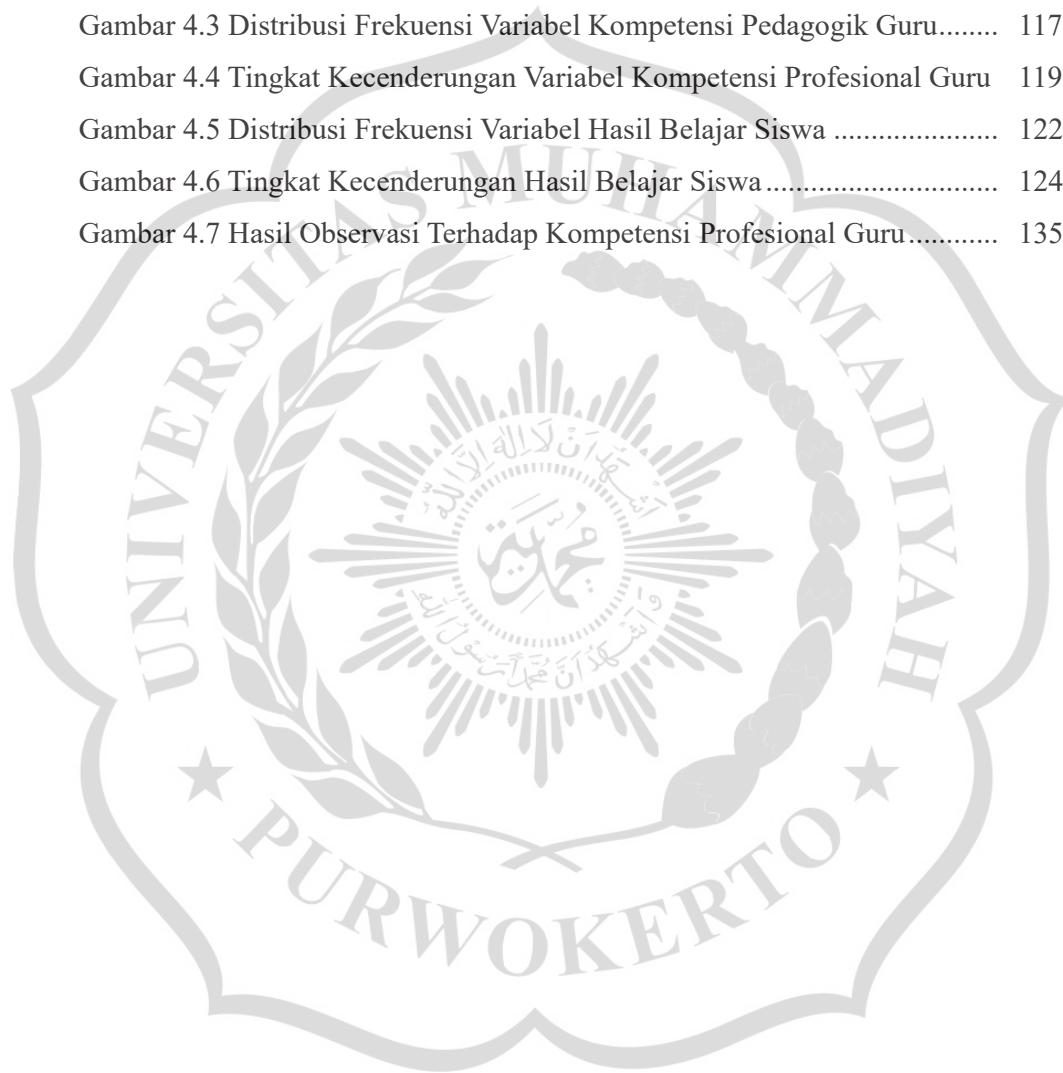 Gambar 4.3 Distribusi Frekuensi Variabel Kompetensi Pedagogik Guru........ 117
Gambar 4.4 Tingkat Kecenderungan Variabel Kompetensi Profesional Guru 119
Gambar 4.5 Distribusi Frekuensi Variabel Hasil Belajar Siswa ..................... 122
Gambar 4.6 Tingkat Kecenderungan Hasil Belajar Siswa ............................. 124
Gambar 4.7 Hasil Observasi Terhadap Kompetensi Profesional Guru............ 135
UNIVERSITAS MUHAMMADIYAH
اَشْهَدُ اَنْ لَا اِلٰهَ اِلَّا اللّٰهُ
مُحَمَّدِيَّة
وَاَشْهَدُ اَنَّ مُحَمَّدًا رَسُوْلُ اللّٰهِ
PURWOKERTO